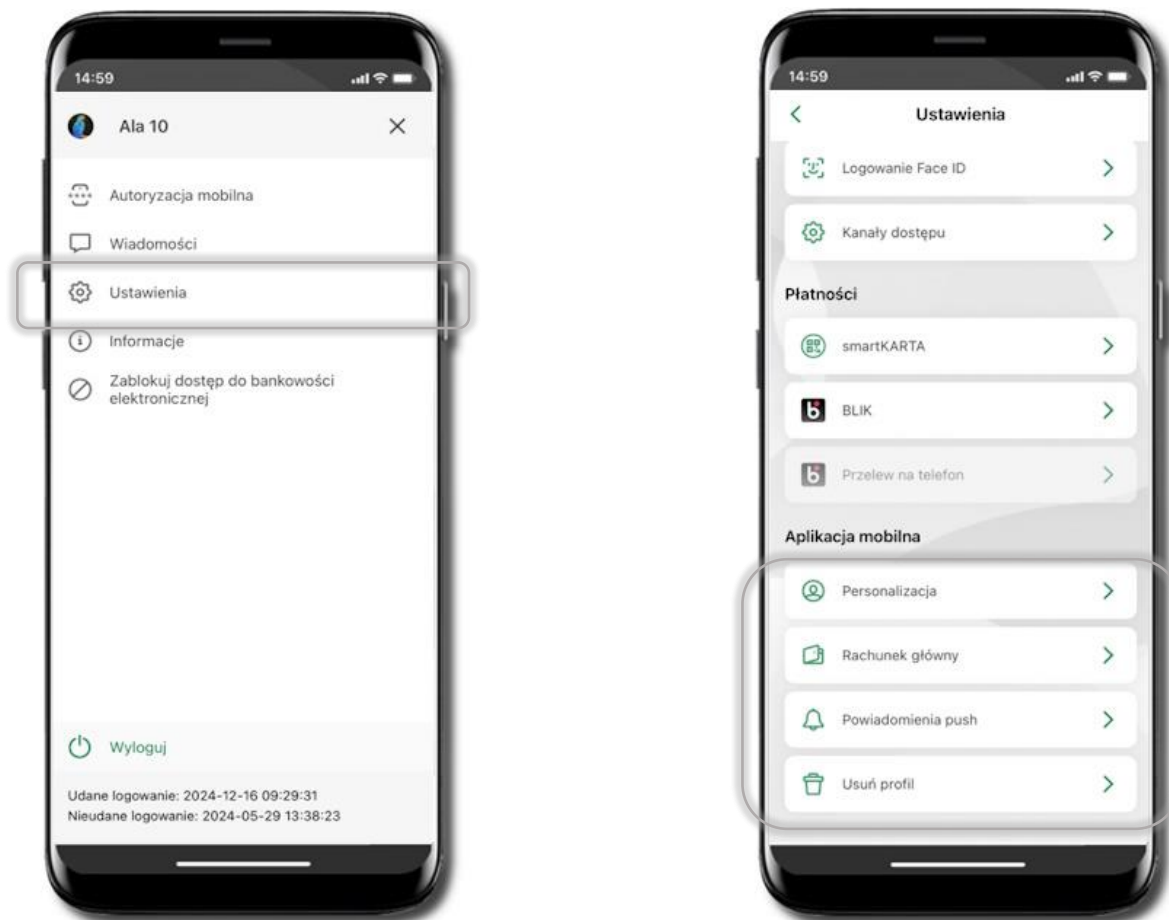 14:59
Ala 10
Autoryzacja mobilna
Wiadomości
Ustawienia
Informacje
Zablokuj dostęp do bankowości
elektronicznej
Wyloguj
Udane logowanie: 2024-12-16 09:29:31
Nieudane logowanie: 2024-05-29 13:38:23
14:59
Ustawienia
Logowanie Face ID
Kanały dostępu
Płatności
smartKARTA
BLIK
Przelew na telefon
Aplikacja mobilna
Personalizacja
Rachunek główny
Powiadomienia push
Usuń profil